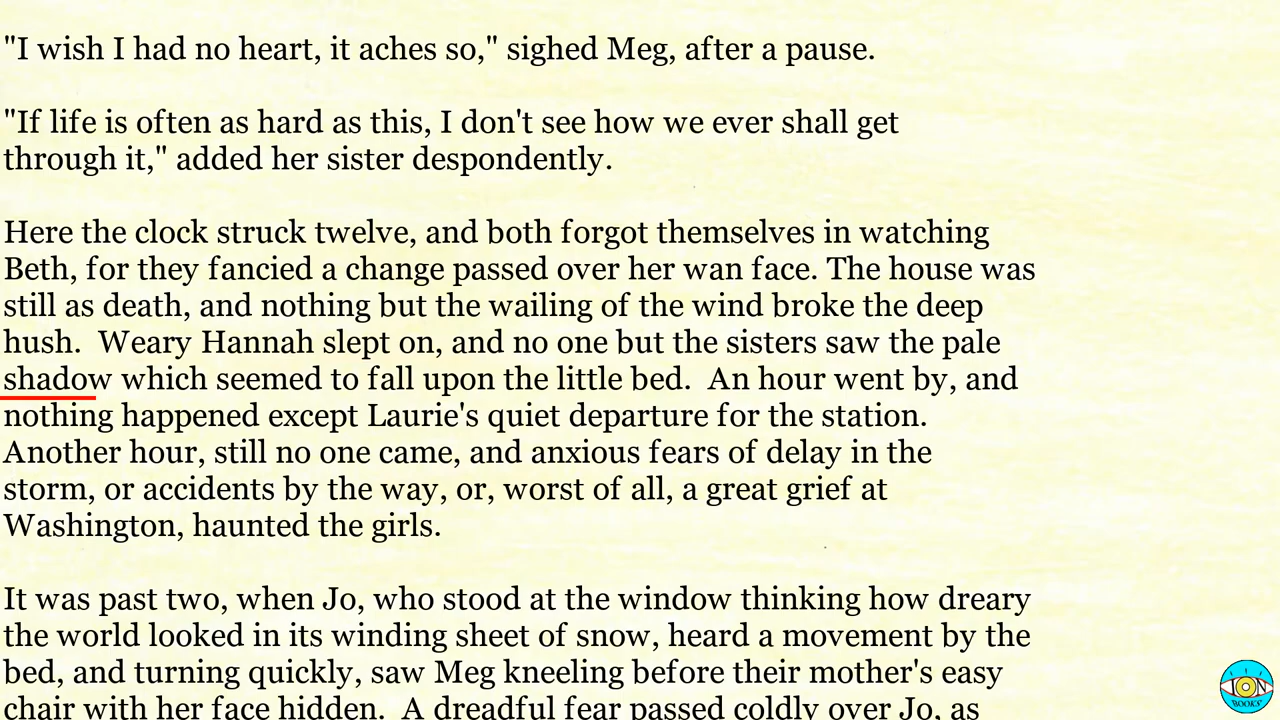 "I wish I had no heart, it aches so," sighed Meg, after a pause.
"If life is often as hard as this, I don't see how we ever shall get
through it," added her sister despondently.
Here the clock struck twelve, and both forgot themselves in watching
Beth, for they fancied a change passed over her wan face. The house was
still as death, and nothing but the wailing of the wind broke the deep
hush.  Weary Hannah slept on, and no one but the sisters saw the pale
shadow which seemed to fall upon the little bed.  An hour went by, and
nothing happened except Laurie's quiet departure for the station.
Another hour, still no one came, and anxious fears of delay in the
storm, or accidents by the way, or, worst of all, a great grief at
Washington, haunted the girls.
It was past two, when Jo, who stood at the window thinking how dreary
the world looked in its winding sheet of snow, heard a movement by the
bed, and turning quickly, saw Meg kneeling before their mother's easy
chair with her face hidden.  A dreadful fear passed coldly over Jo, as
ION
BOOKS